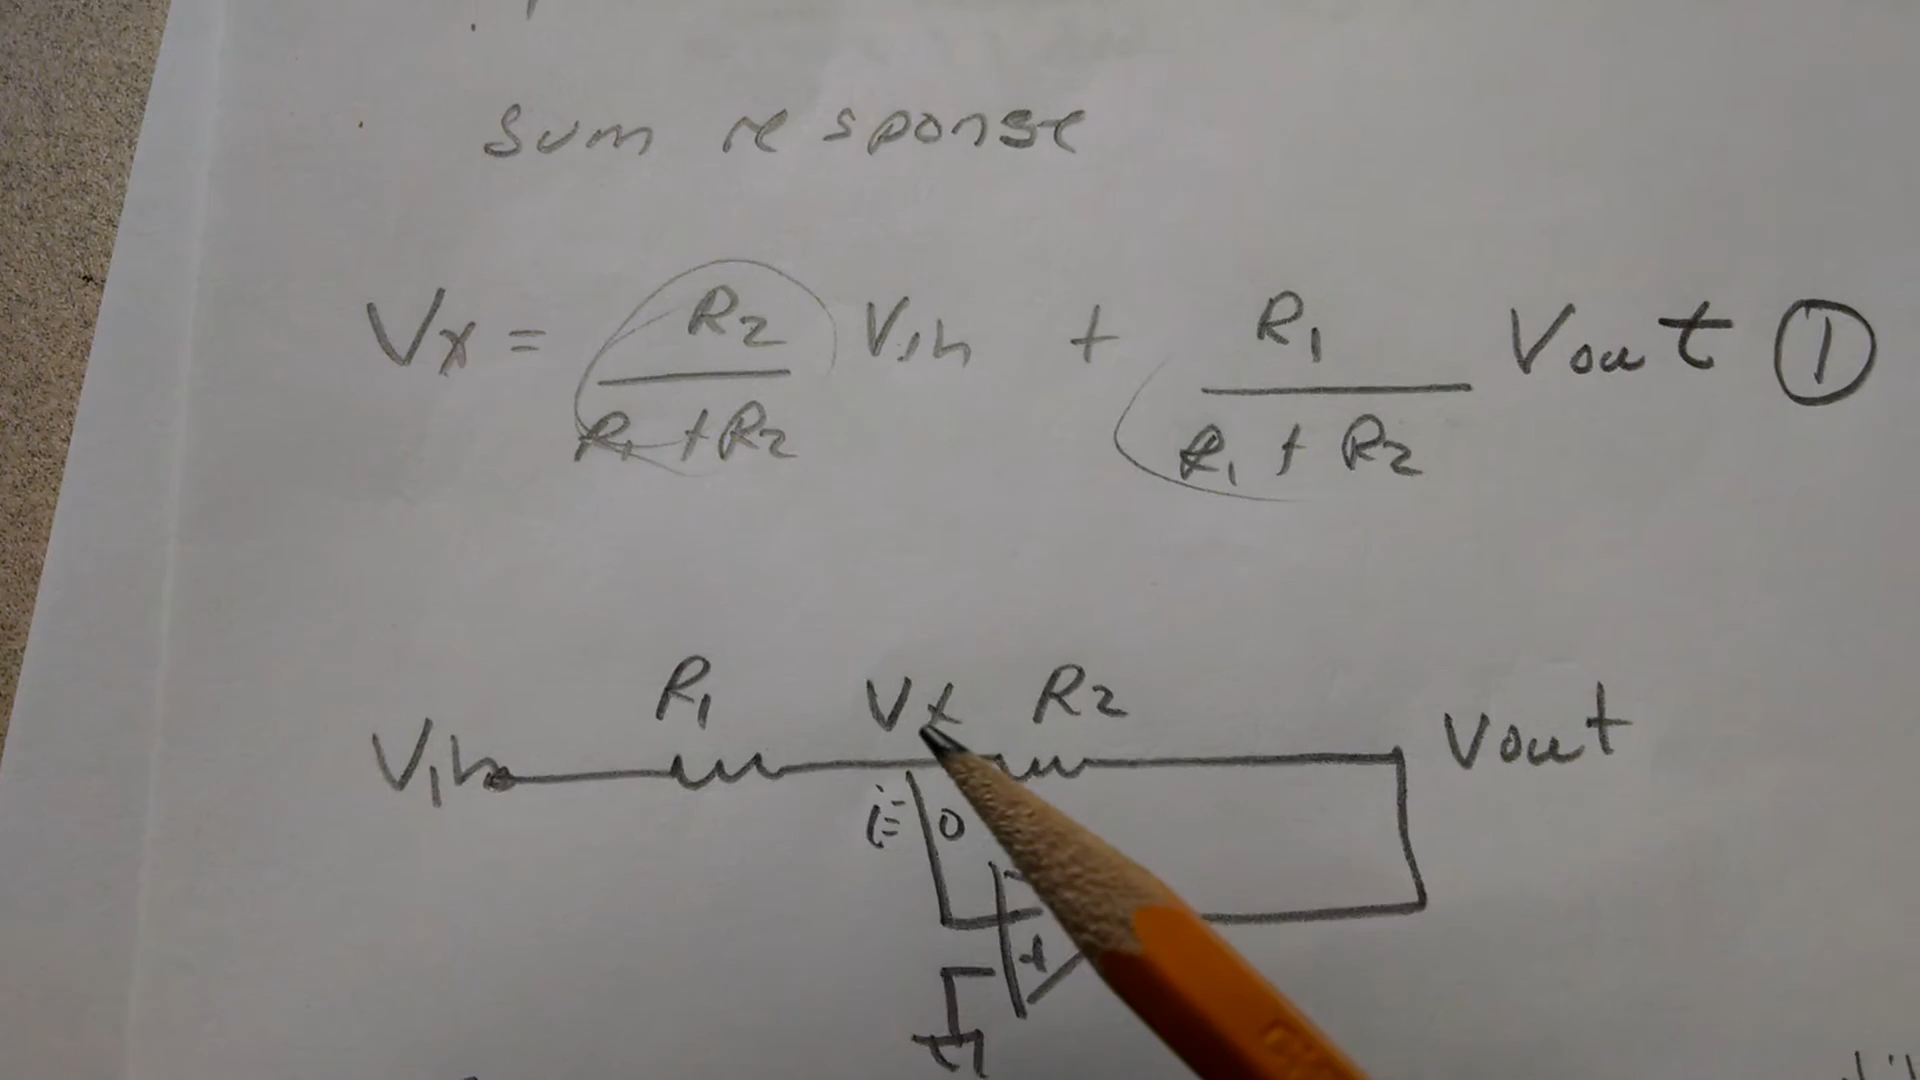 Sum response
Vx = R2 / R1 + R2 Vin + R1 / R1 + R2 Vout ①
R1 Vx R2
Vin Vout
i= 0
+